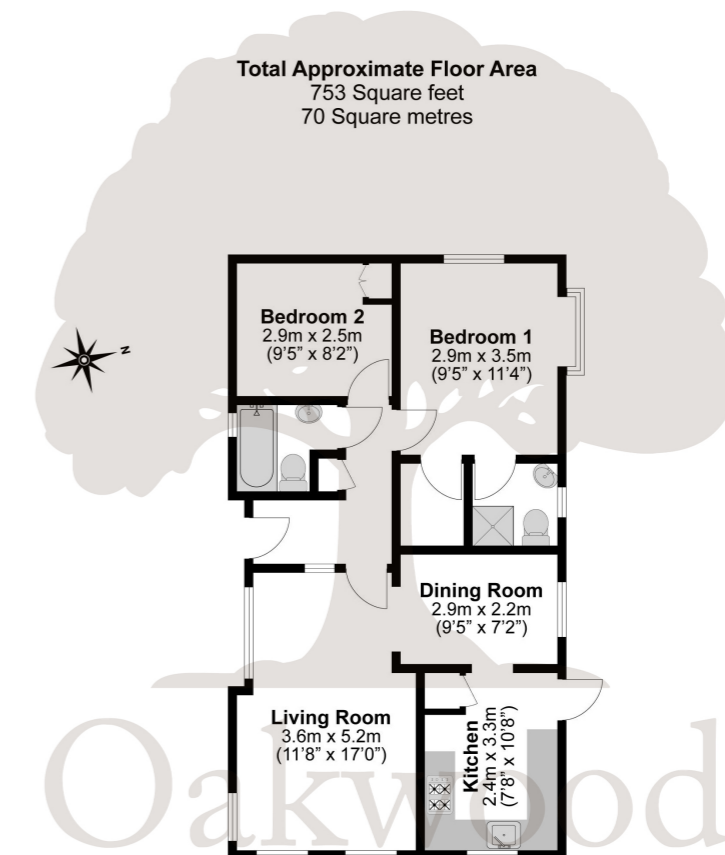 Total Approximate Floor Area
753 Square feet
70 Square metres
Bedroom 2
2.9m x 2.5m
(9'5” x 8'2”)
Bedroom 1
2.9m x 3.5m
(9'5” x 11'4”)
N
Dining Room
2.9m x 2.2m
(9'5” x 7'2”)
Living Room
3.6m x 5.2m
(11'8” x 17'0”)
Kitchen
2.4m x 3.3m
(7'8” x 10'8”)
Oakwood